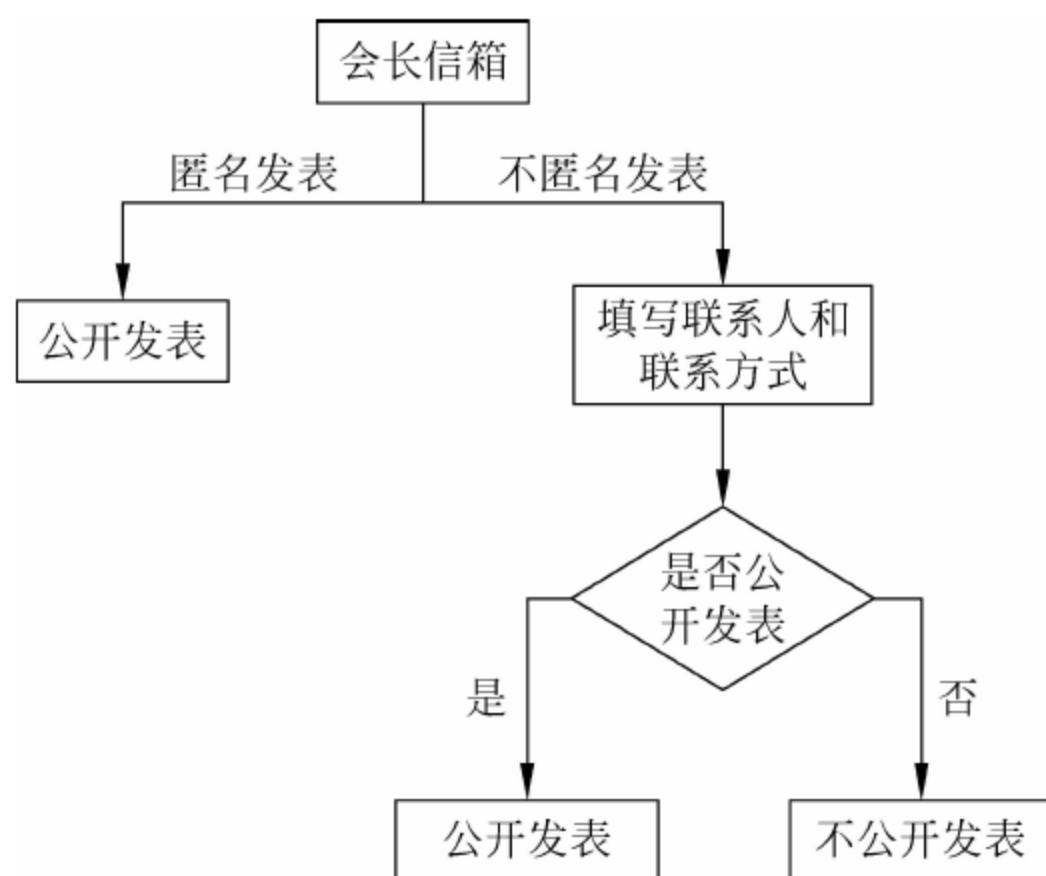 会长信箱
匿名发表
不匿名发表
公开发表
填写联系人和
联系方式
是否公
开发表
是
否
公开发表
不公开发表